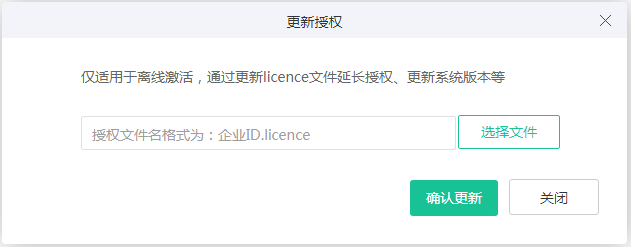 更新授权
仅适用于离线激活，通过更新licence文件延长授权、更新系统版本等
授权文件名格式为：企业ID.licence
选择文件
确认更新
关闭